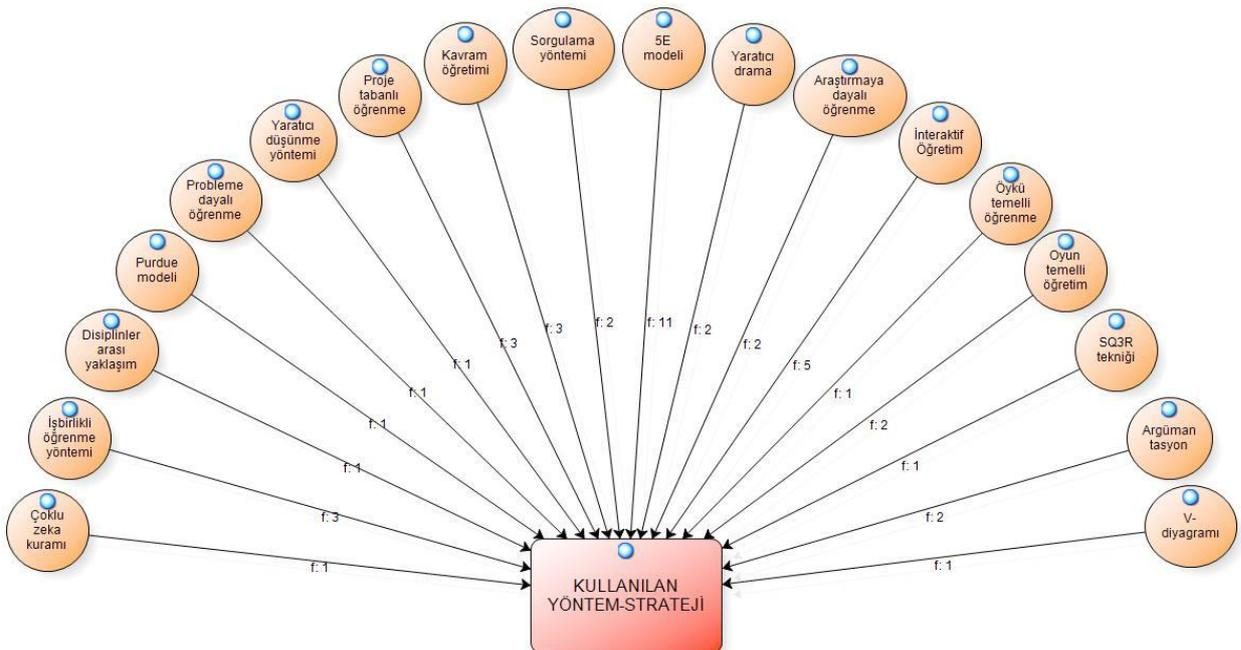 Çoklu
zeka
kuramı
f: 1
İşbirlikli
öğrenme
yöntemi
f: 3
Disiplinler
arası
yaklaşım
f: 1
Purdue
modeli
f: 1
Probleme
dayalı
öğrenme
f: 1
Yaratıcı
düşünme
yöntemi
f: 1
Proje
tabanlı
öğrenme
f: 3
Kavram
öğretimi
f: 3
Sorgulama
yöntemi
f: 2
5E
modeli
f: 11
Yaratıcı
drama
f: 2
Araştırmaya
dayalı
öğrenme
f: 2
İnteraktif
Öğretim
f: 5
Öykü
temelli
öğrenme
f: 1
Oyun
temelli
öğretim
f: 2
SQ3R
tekniği
f: 1
Argüman
tasyon
f: 2
V-
diyagramı
f: 1
KULLANILAN
YÖNTEM-STRATEJİ